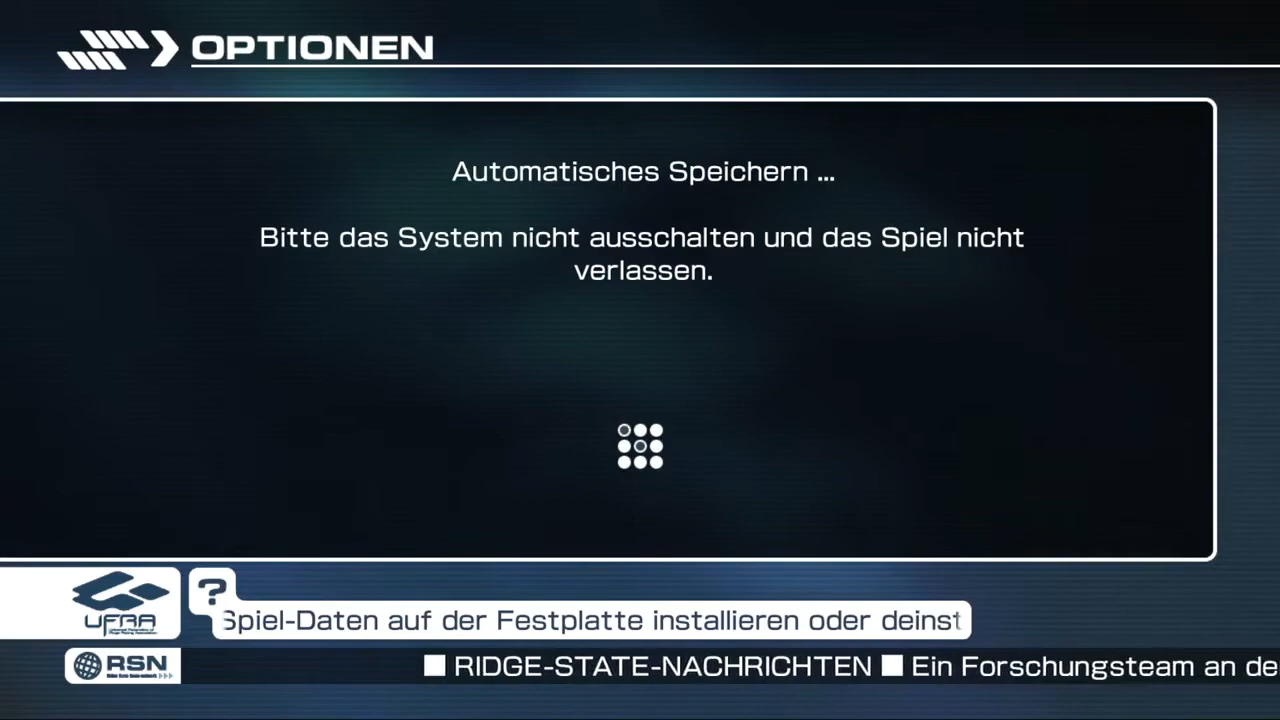 OPTIONEN
Automatisches Speichern ...
Bitte das System nicht ausschalten und das Spiel nicht
verlassen.
?
Spiel-Daten auf der Festplatte installieren oder deinst
UFRA
RSN
■ RIDGE-STATE-NACHRICHTEN ■ Ein Forschungsteam an de